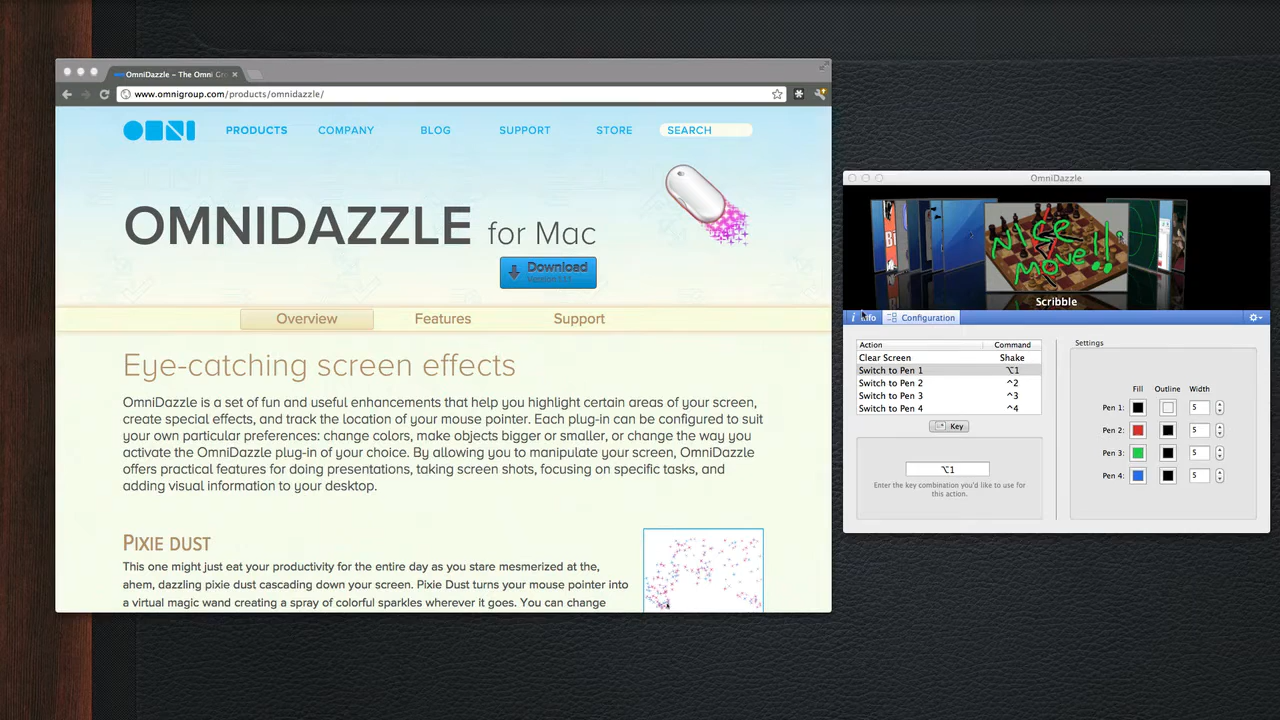 OmniDazzle – The Omni Gr
www.omnigroup.com/products/omnidazzle/
OMNI
PRODUCTS
COMPANY
BLOG
SUPPORT
STORE
SEARCH
OMNIDAZZLE for Mac
Download
Overview
Features
Support
Eye-catching screen effects
OmniDazzle is a set of fun and useful enhancements that help you highlight certain areas of your screen,
create special effects, and track the location of your mouse pointer. Each plug-in can be configured to suit
your own particular preferences: change colors, make objects bigger or smaller, or change the way you
activate the OmniDazzle plug-in of your choice. By allowing you to manipulate your screen, OmniDazzle
offers practical features for doing presentations, taking screen shots, focusing on specific tasks, and
adding visual information to your desktop.
PIXIE DUST
This one might just eat your productivity for the entire day as you stare mesmerized at the,
ahem, dazzling pixie dust cascading down your screen. Pixie Dust turns your mouse pointer into
a virtual magic wand creating a spray of colorful sparkles wherever it goes. You can change
OmniDazzle
Bi
NICE
MOVE!!
Scribble
Info
Configuration
Action Command
Clear Screen Shake
Switch to Pen 1 ⌥1
Switch to Pen 2 ^2
Switch to Pen 3 ^3
Switch to Pen 4 ^4
Key
⌥1
Enter the key combination you'd like to use for
this action.
Settings
Fill Outline Width
Pen 1: 5
Pen 2: 5
Pen 3: 5
Pen 4: 5